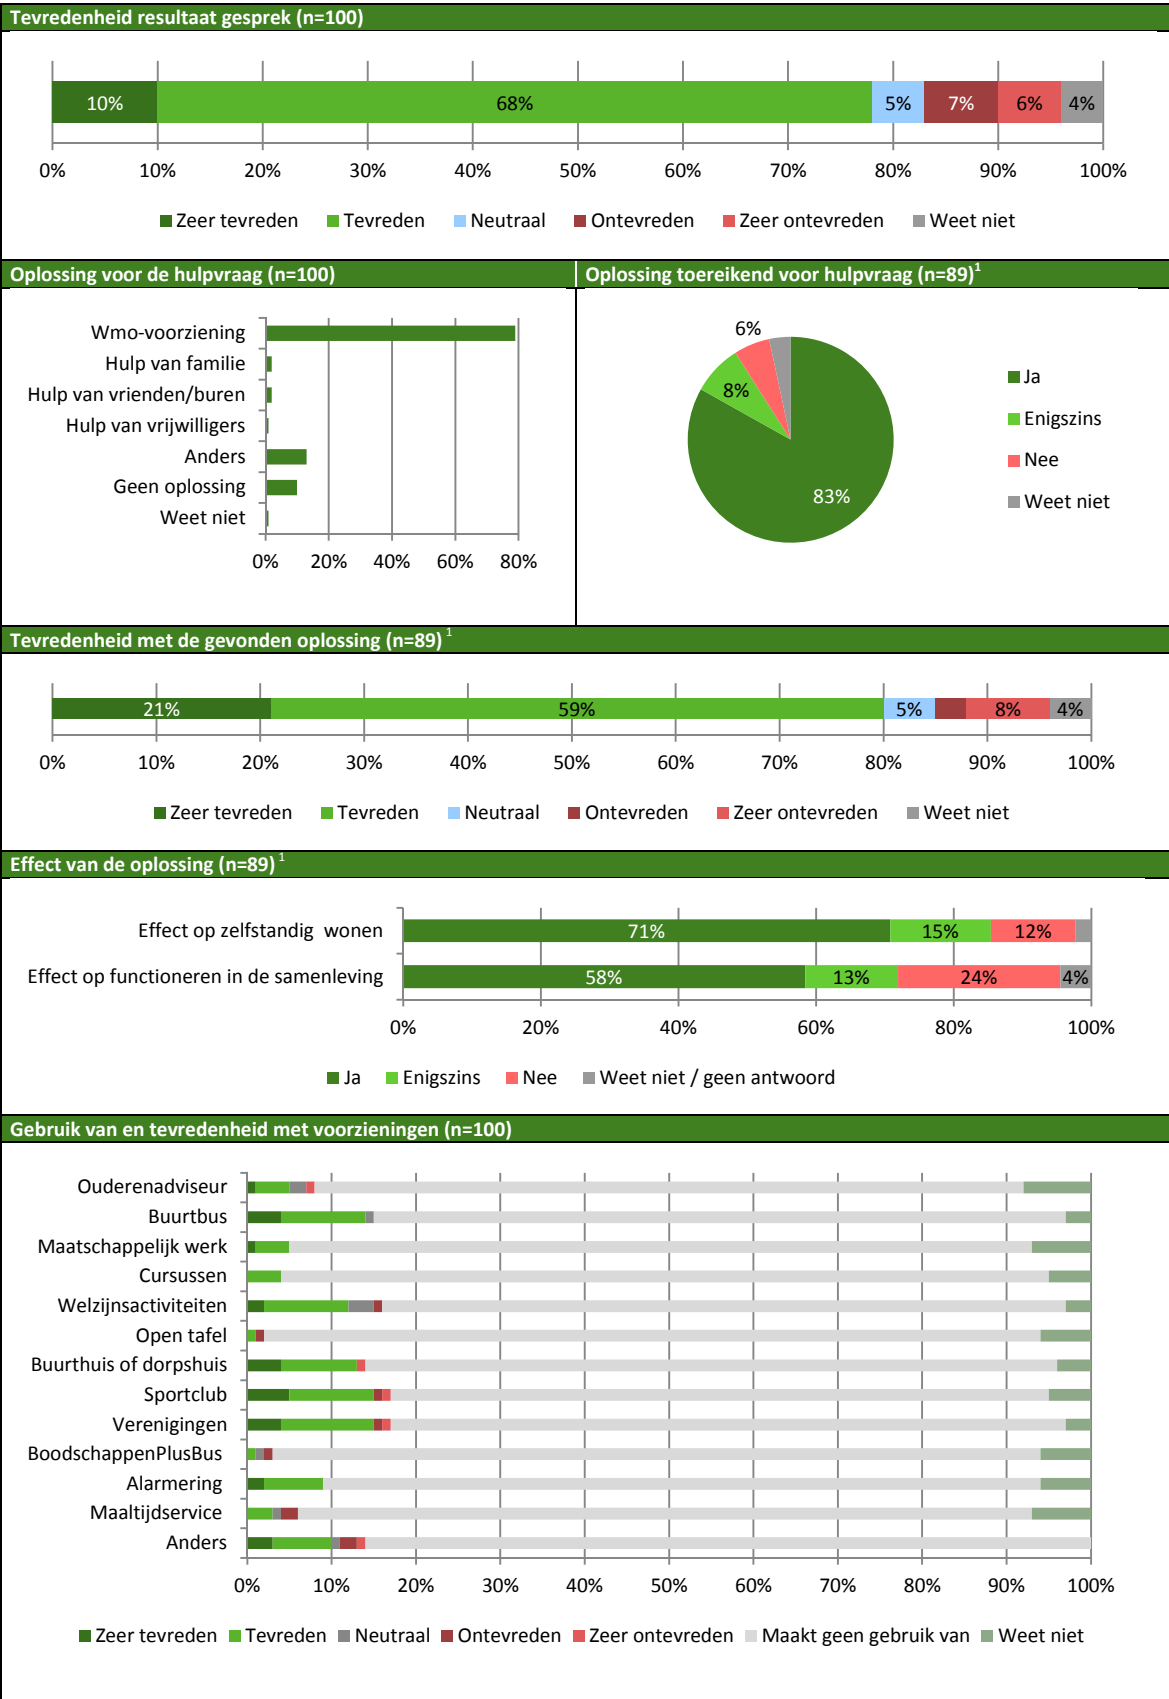 Tevredenheid resultaat gesprek (n=100)
10% 68% 5% 7% 6% 4%
0% 10% 20% 30% 40% 50% 60% 70% 80% 90% 100%
Zeer tevreden Tevreden Neutraal Ontevreden Zeer ontevreden Weet niet
Oplossing voor de hulpvraag (n=100)
Wmo-voorziening
Hulp van familie
Hulp van vrienden/buren
Hulp van vrijwilligers
Anders
Geen oplossing
Weet niet
0% 20% 40% 60% 80%
Oplossing toereikend voor hulpvraag (n=89)1
6%
8%
83%
Ja
Enigszins
Nee
Weet niet
Tevredenheid met de gevonden oplossing (n=89) 1
21% 59% 5% 8% 4%
0% 10% 20% 30% 40% 50% 60% 70% 80% 90% 100%
Zeer tevreden Tevreden Neutraal Ontevreden Zeer ontevreden Weet niet
Effect van de oplossing (n=89) 1
Effect op zelfstandig wonen 71% 15% 12%
Effect op functioneren in de samenleving 58% 13% 24% 4%
0% 20% 40% 60% 80% 100%
Ja Enigszins Nee Weet niet / geen antwoord
Gebruik van en tevredenheid met voorzieningen (n=100)
Ouderenadviseur
Buurtbus
Maatschappelijk werk
Cursussen
Welzijnsactiviteiten
Open tafel
Buurthuis of dorpshuis
Sportclub
Verenigingen
BoodschappenPlusBus
Alarmering
Maaltijdservice
Anders
0% 10% 20% 30% 40% 50% 60% 70% 80% 90% 100%
Zeer tevreden Tevreden Neutraal Ontevreden Zeer ontevreden Maakt geen gebruik van Weet niet